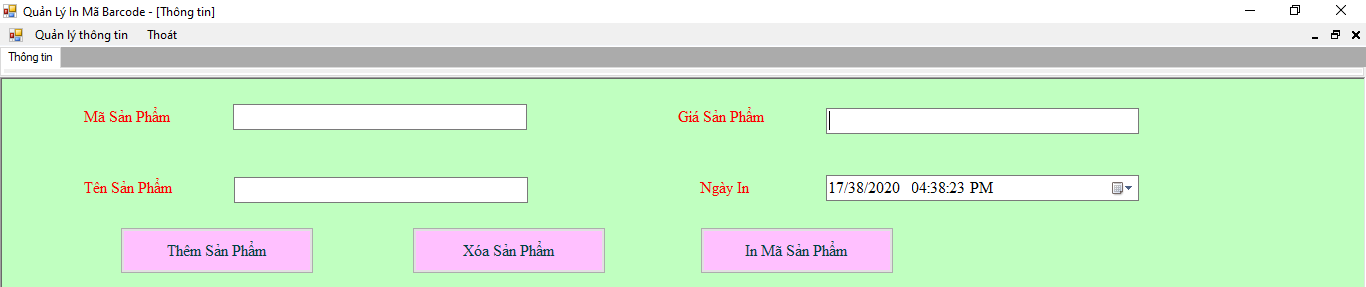 Quản Lý In Mã Barcode - [Thông tin]
Quản lý thông tin Thoát
Thông tin
Mã Sản Phẩm Giá Sản Phẩm
Tên Sản Phẩm Ngày In 17/38/2020 04:38:23 PM
Thêm Sản Phẩm Xóa Sản Phẩm In Mã Sản Phẩm